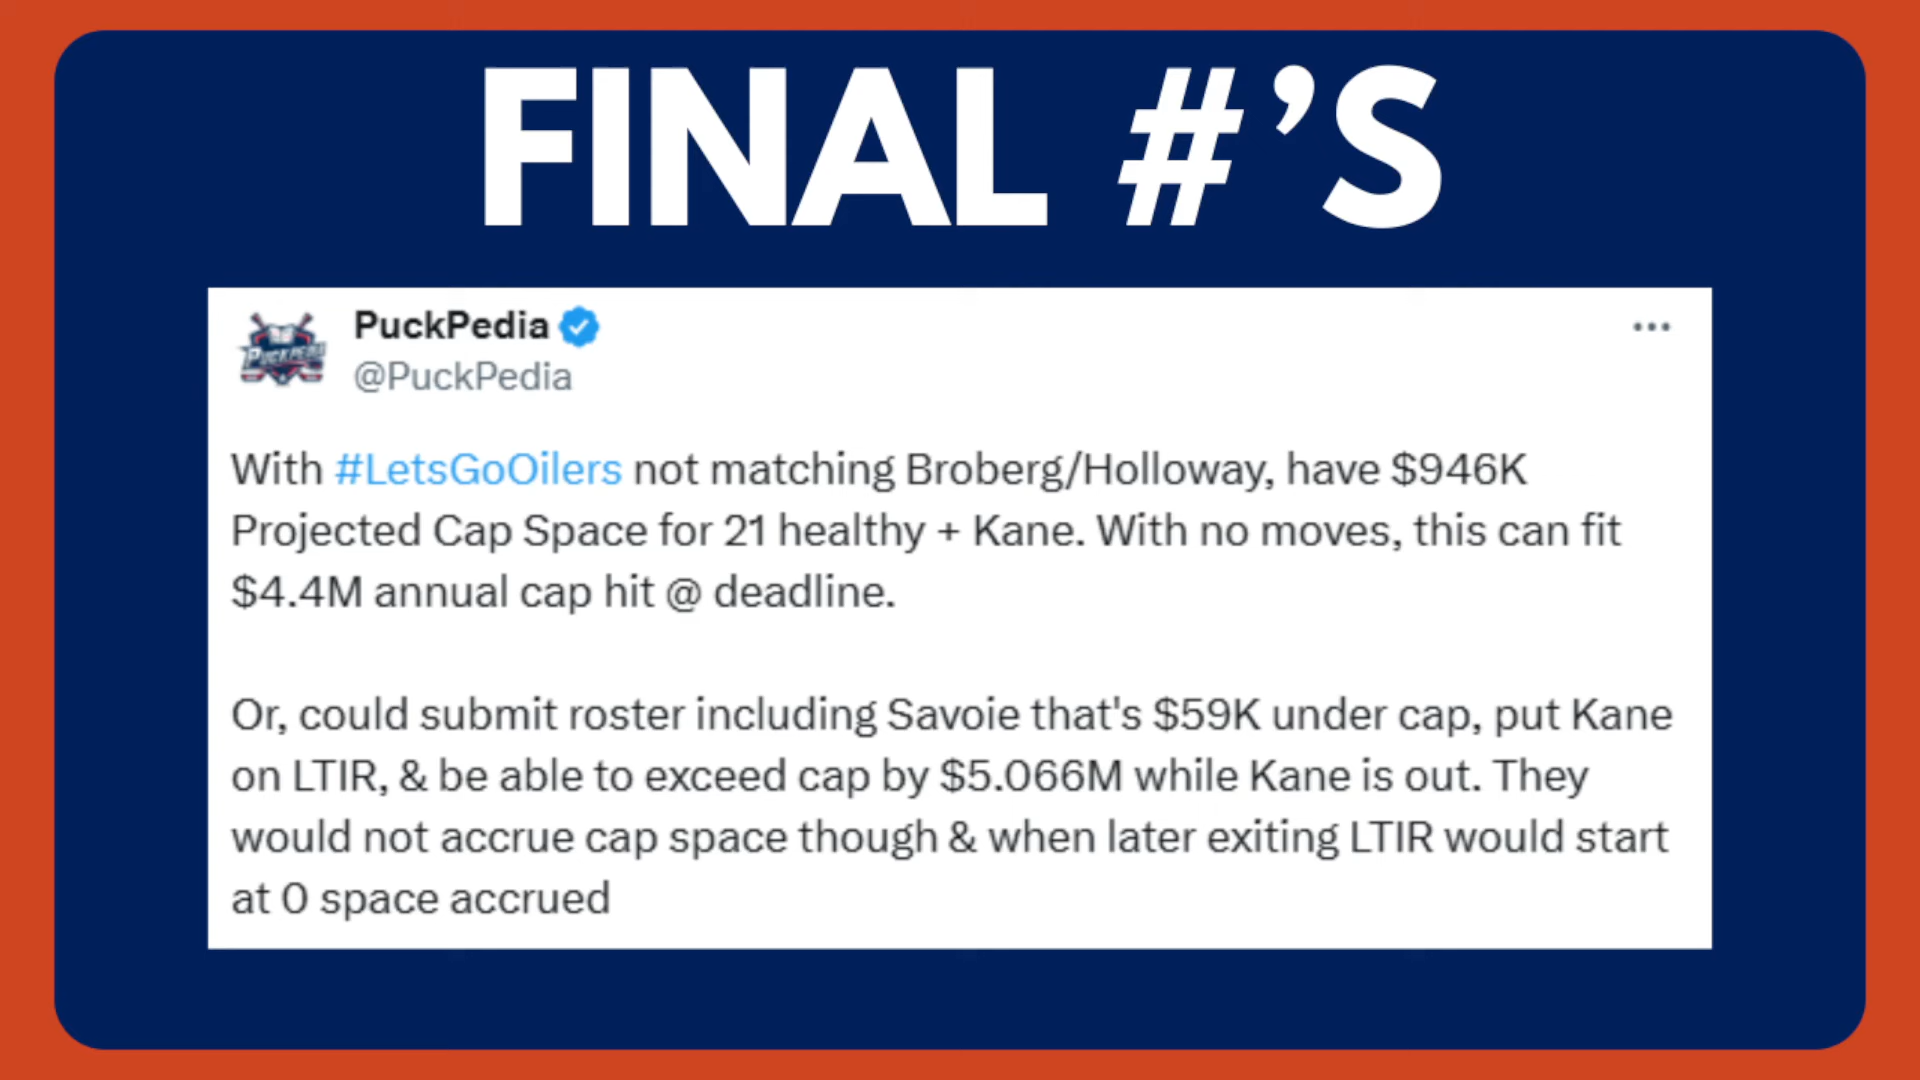 FINAL #’S
PuckPedia
@PuckPedia
PUCKPEDIA
With #LetsGoOilers not matching Broberg/Holloway, have $946K
Projected Cap Space for 21 healthy + Kane. With no moves, this can fit
$4.4M annual cap hit @ deadline.
Or, could submit roster including Savoie that's $59K under cap, put Kane
on LTIR, & be able to exceed cap by $5.066M while Kane is out. They
would not accrue cap space though & when later exiting LTIR would start
at 0 space accrued